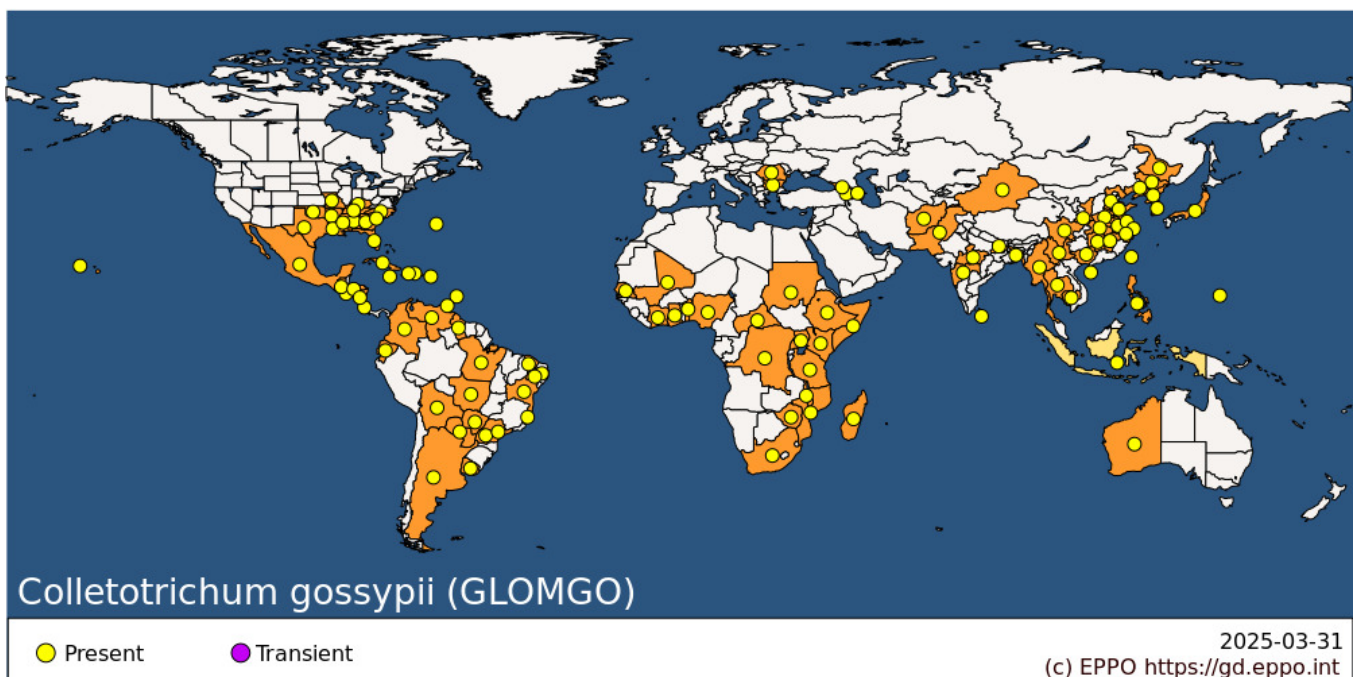 Colletotrichum gossypii (GLOMGO)
Present
Transient
2025-03-31
(c) EPPO https://gd.eppo.int